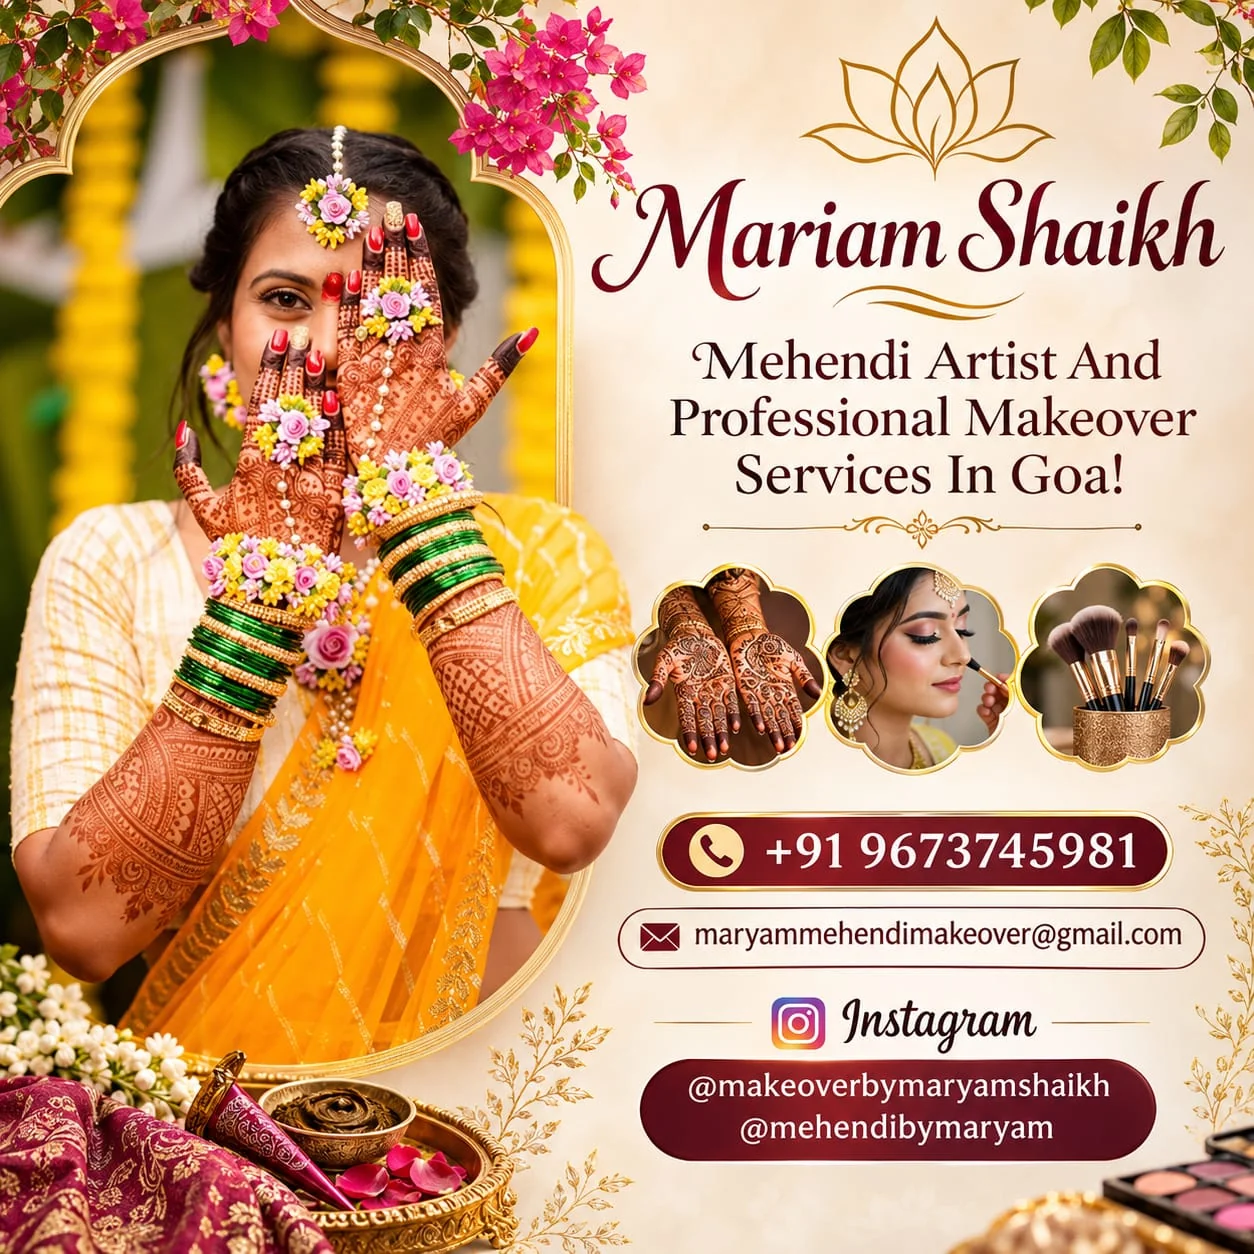 Mariam Shaikh
Mehendi Artist And
Professional Makeover
Services In Goa!
+91 9673745981
maryammehendimakeover@gmail.com
Instagram
@makeoverbymaryamshaikh
@mehendibymaryam